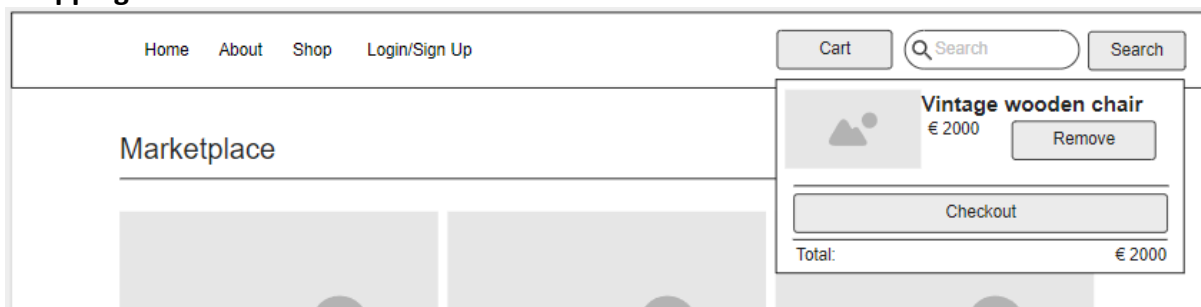 Home About Shop Login/Sign Up Cart Search Search
Vintage wooden chair
€ 2000 Remove
Marketplace
Checkout
Total: € 2000